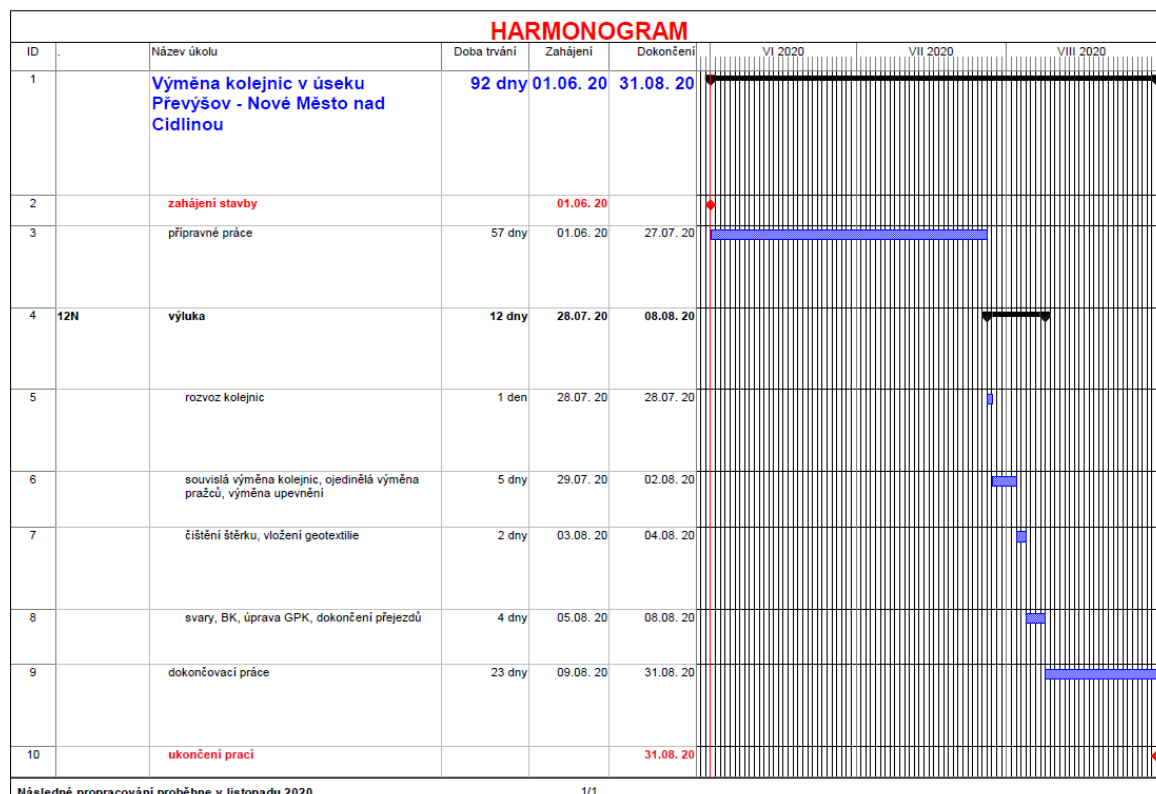 HARMONOGRAM
ID . Název úkolu Doba trvání Zahájení Dokončení VI 2020 VII 2020 VIII 2020
1 Výměna kolejnic v úseku 92 dny 01.06. 20 31.08. 20
Převýšov - Nové Město nad
Cidlinou
2 zahájení stavby 01.06. 20
3 přípravné práce 57 dny 01.06. 20 27.07. 20
4 12N výluka 12 dny 28.07. 20 08.08. 20
5 rozvoz kolejnic 1 den 28.07. 20 28.07. 20
6 souvislá výměna kolejnic, ojedinělá výměna 5 dny 29.07. 20 02.08. 20
pražců, výměna upevnění
7 čištění štěrku, vložení geotextilie 2 dny 03.08. 20 04.08. 20
8 svary, BK, úprava GPK, dokončení přejezdů 4 dny 05.08. 20 08.08. 20
9 dokončovací práce 23 dny 09.08. 20 31.08. 20
10 ukončení prací 31.08. 20
Následné propracování proběhne v listopadu 2020 1/1